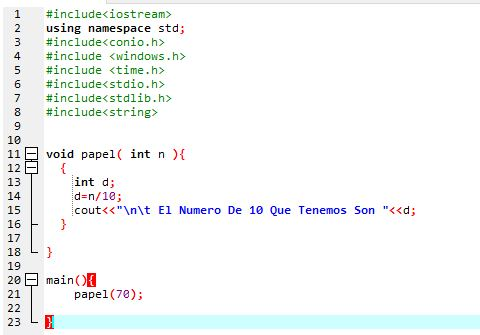 1 #include<iostream>
2 using namespace std;
3 #include<conio.h>
4 #include <windows.h>
5 #include <time.h>
6 #include<stdio.h>
7 #include<stdlib.h>
8 #include<string>
9
10
11 void papel( int n ){
12 {
13 int d;
14 d=n/10;
15 cout<<"\n\t El Numero De 10 Que Tenemos Son "<<d;
16 }
17
18 }
19
20 main(){
21 papel(70);
22
23 }